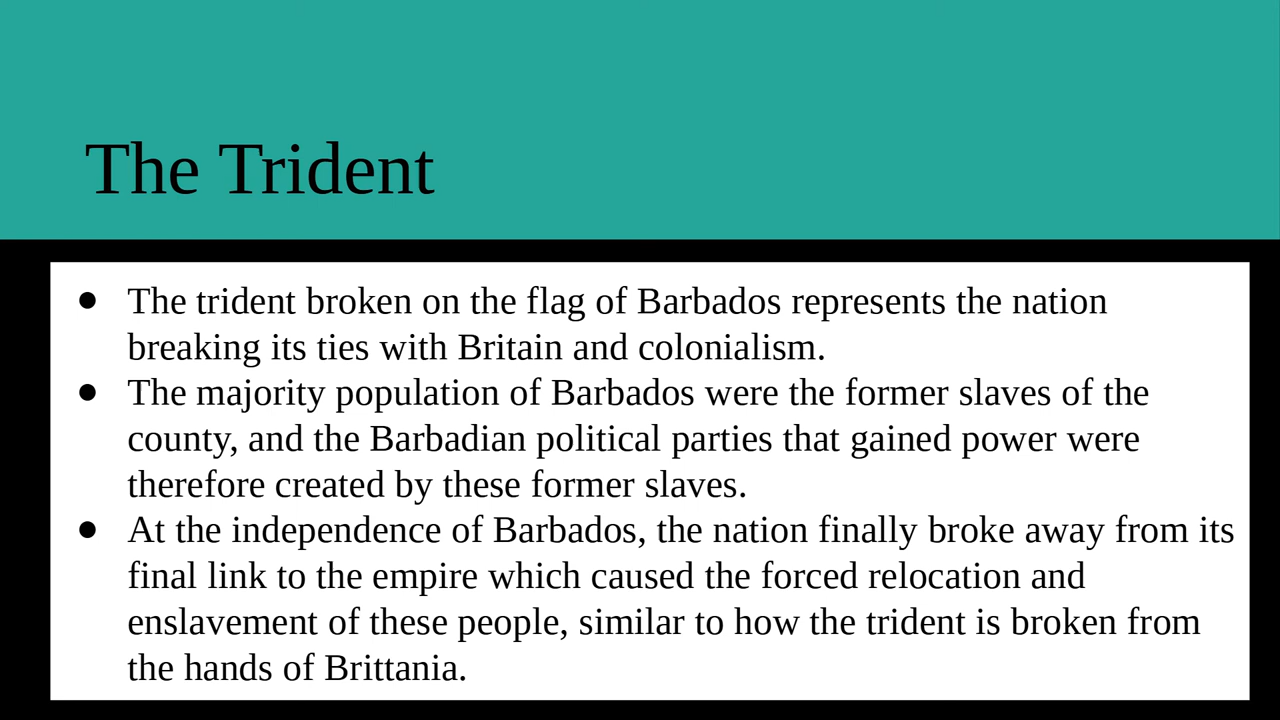 The Trident
● The trident broken on the flag of Barbados represents the nation
breaking its ties with Britain and colonialism.
● The majority population of Barbados were the former slaves of the
county, and the Barbadian political parties that gained power were
therefore created by these former slaves.
● At the independence of Barbados, the nation finally broke away from its
final link to the empire which caused the forced relocation and
enslavement of these people, similar to how the trident is broken from
the hands of Brittania.